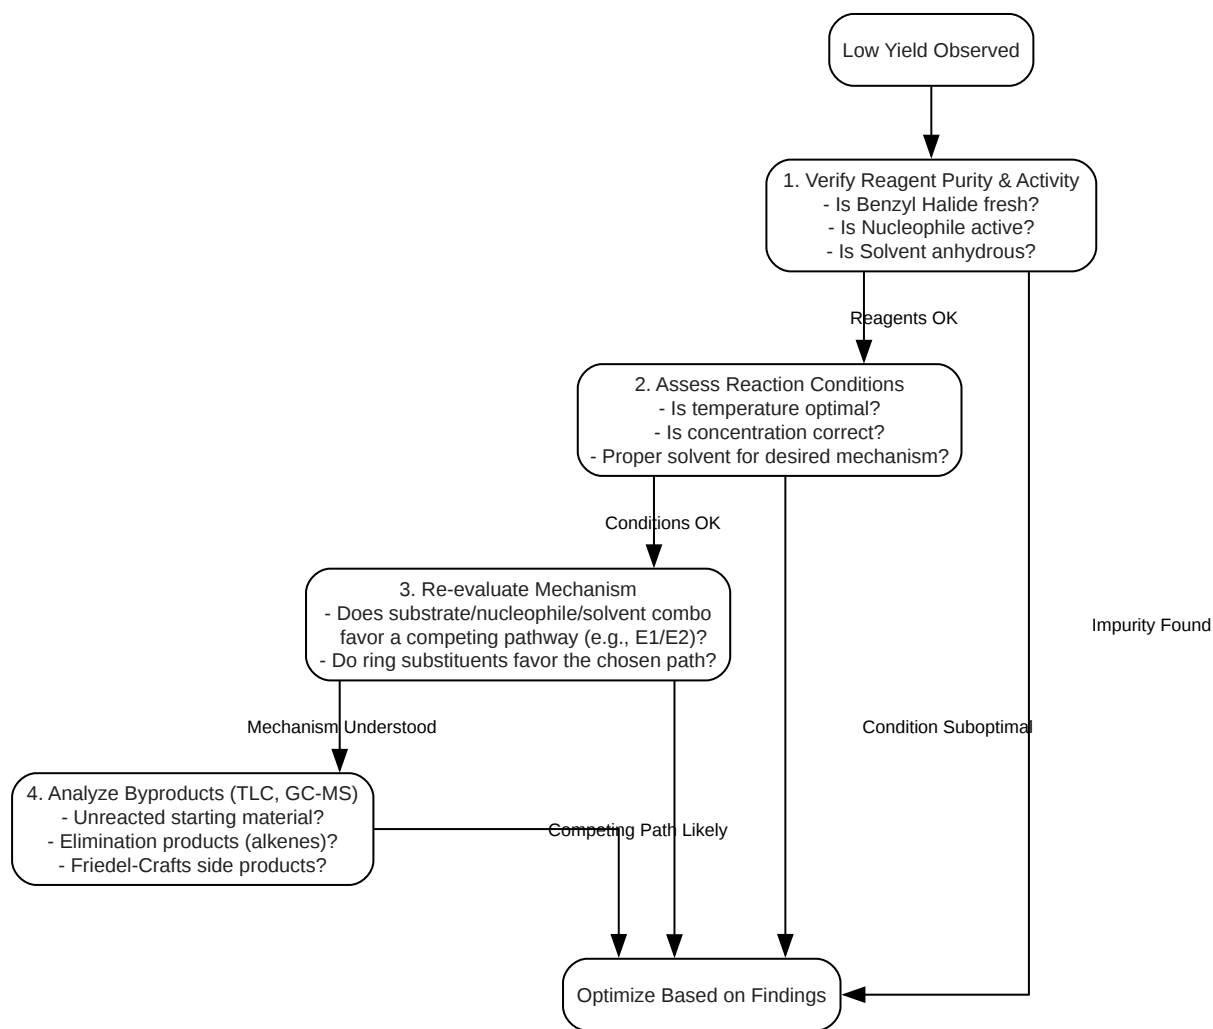 Low Yield Observed
1. Verify Reagent Purity & Activity
- Is Benzyl Halide fresh?
- Is Nucleophile active?
- Is Solvent anhydrous?
Reagents OK
2. Assess Reaction Conditions
- Is temperature optimal?
- Is concentration correct?
- Proper solvent for desired mechanism?
Conditions OK
3. Re-evaluate Mechanism
- Does substrate/nucleophile/solvent combo
favor a competing pathway (e.g., E1/E2)?
- Do ring substituents favor the chosen path?
Impurity Found
Mechanism Understood
Condition Suboptimal
4. Analyze Byproducts (TLC, GC-MS)
- Unreacted starting material?
- Elimination products (alkenes)?
- Friedel-Crafts side products?
Competing Path Likely
Optimize Based on Findings